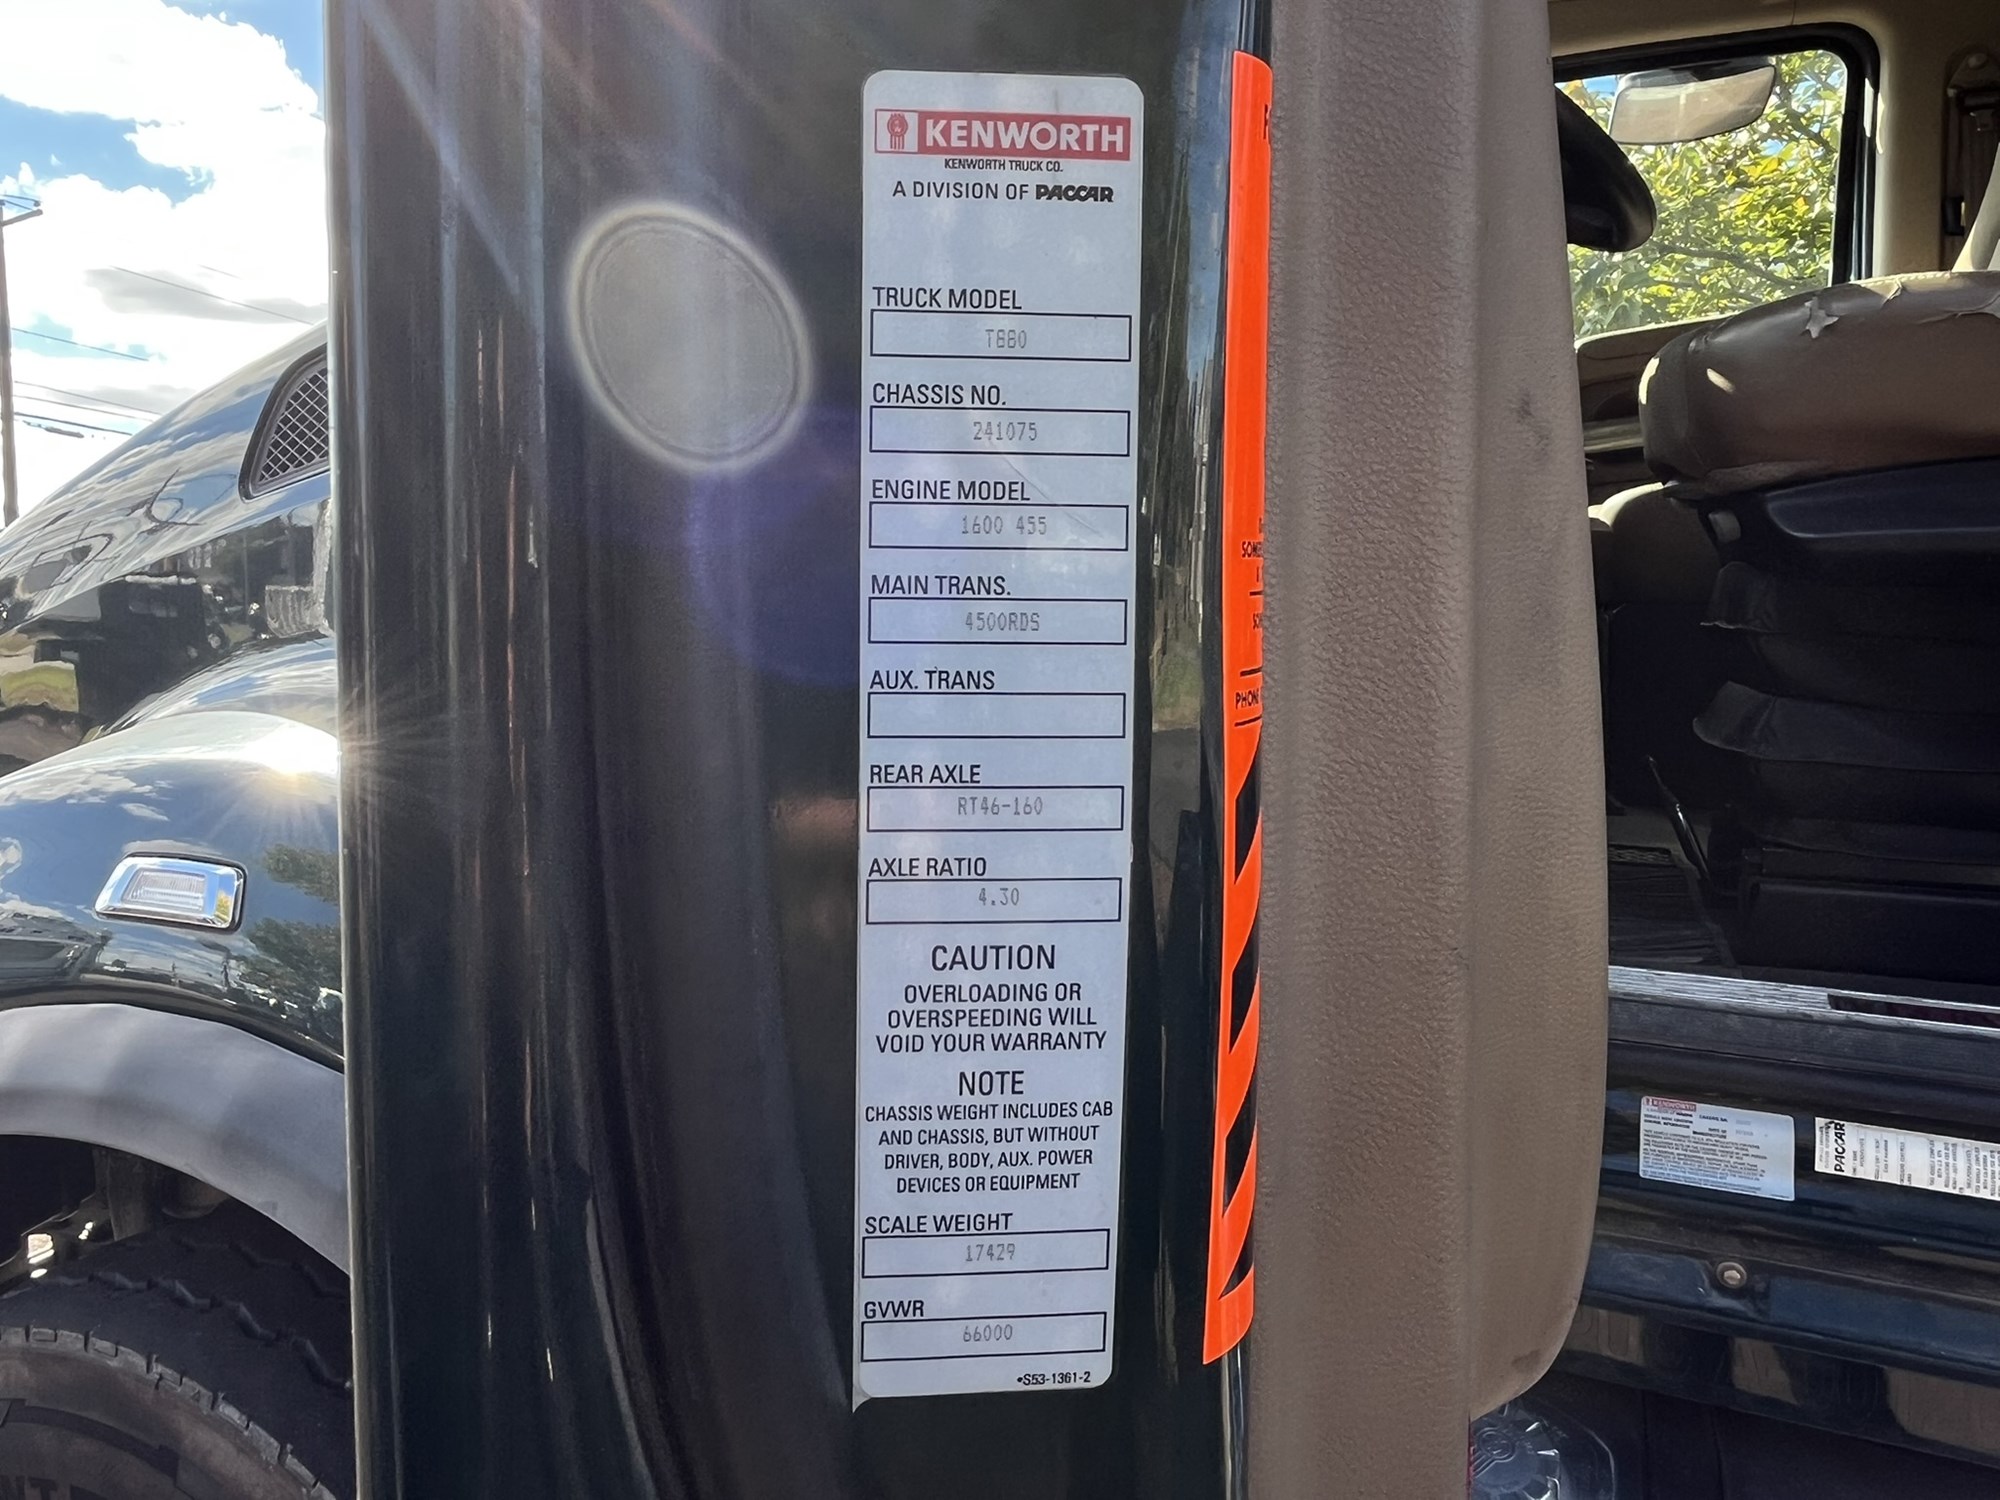 KENWORTH
KENWORTH TRUCK CO.
A DIVISION OF PACCAR
TRUCK MODEL
T880
CHASSIS NO.
241075
ENGINE MODEL
1600 455
MAIN TRANS.
4500RDS
AUX. TRANS
REAR AXLE
RT46-160
AXLE RATIO
4.30
CAUTION
OVERLOADING OR
OVERSPEEDING WILL
VOID YOUR WARRANTY
NOTE
CHASSIS WEIGHT INCLUDES CAB
AND CHASSIS, BUT WITHOUT
DRIVER, BODY, AUX. POWER
DEVICES OR EQUIPMENT
SCALE WEIGHT
17429
GVWR
66000
•S53-1361-2
PHONE
KENWORTH
PACCAR